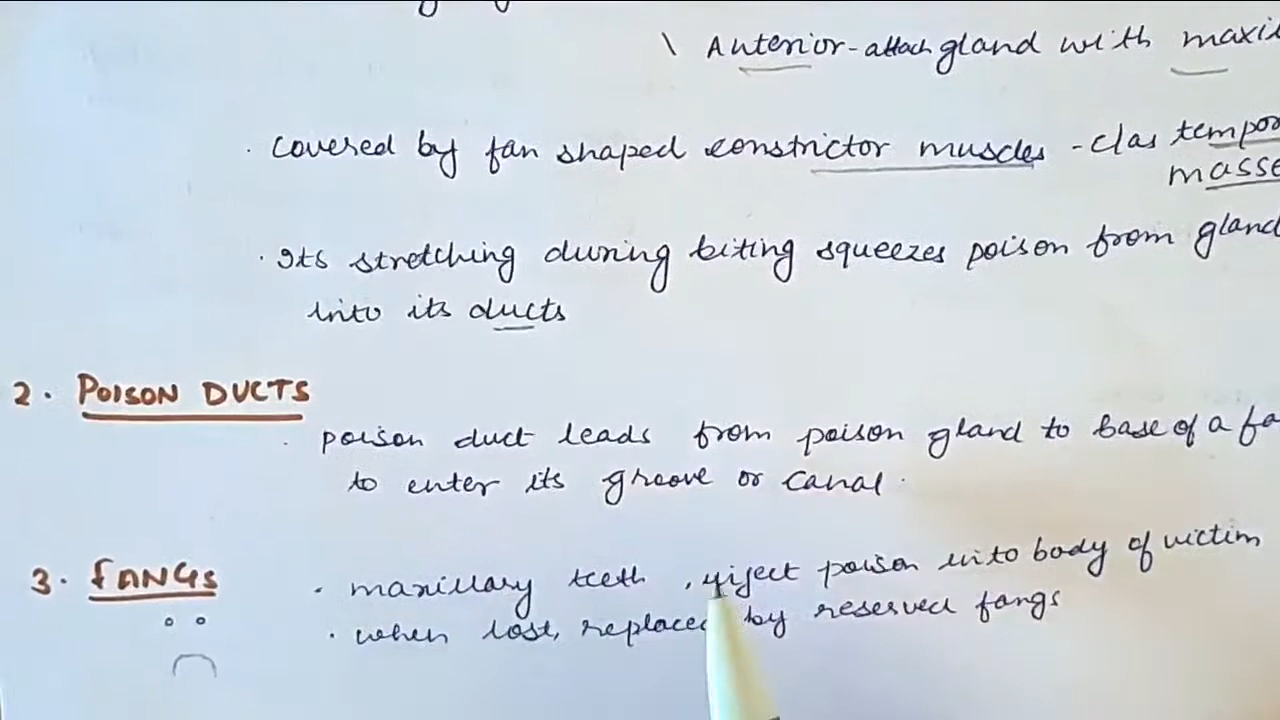 Anterior-attach gland with maxi
· covered by fan shaped constrictor muscles - clas tempor
masse
· Its stretching during biting squeezes poison from gland
into its ducts
2. POISON DUCTS
· poison duct leads from poison gland to base of a fa
to enter its groove or canal.
3. FANGS
· maxillary teeth, inject poison into body of victim
· when lost, replaced by reserved fangs